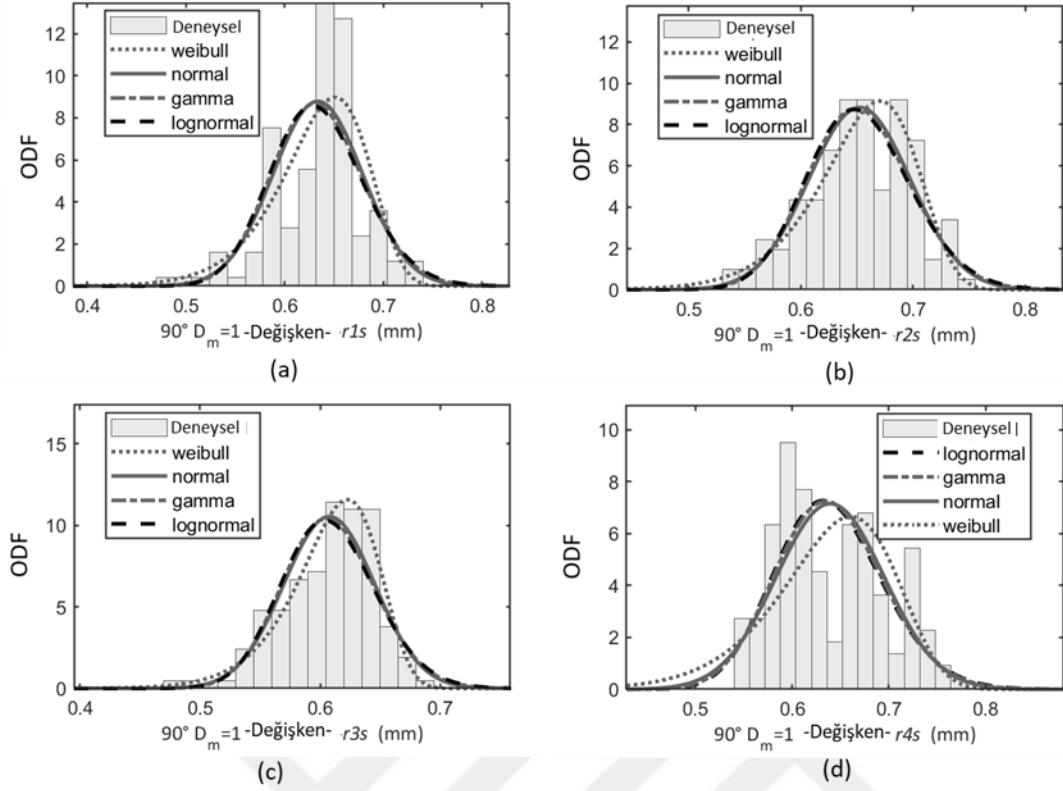 12
10
8
6
4
2
0
ODF
Deneysel
weibull
normal
gamma
lognormal
0.4
0.5
0.6
0.7
0.8
90° Dm=1 -Değişken- r1s (mm)
(a)
12
10
8
6
4
2
0
ODF
Deneysel
weibull
normal
gamma
lognormal
0.5
0.6
0.7
0.8
90° Dm=1 -Değişken- r2s (mm)
(b)
15
10
5
0
ODF
Deneysel
weibull
normal
gamma
lognormal
0.4
0.5
0.6
0.7
90° Dm=1 -Değişken- r3s (mm)
(c)
10
8
6
4
2
0
ODF
Deneysel
lognormal
gamma
normal
weibull
0.5
0.6
0.7
0.8
90° Dm=1 -Değişken- r4s (mm)
(d)